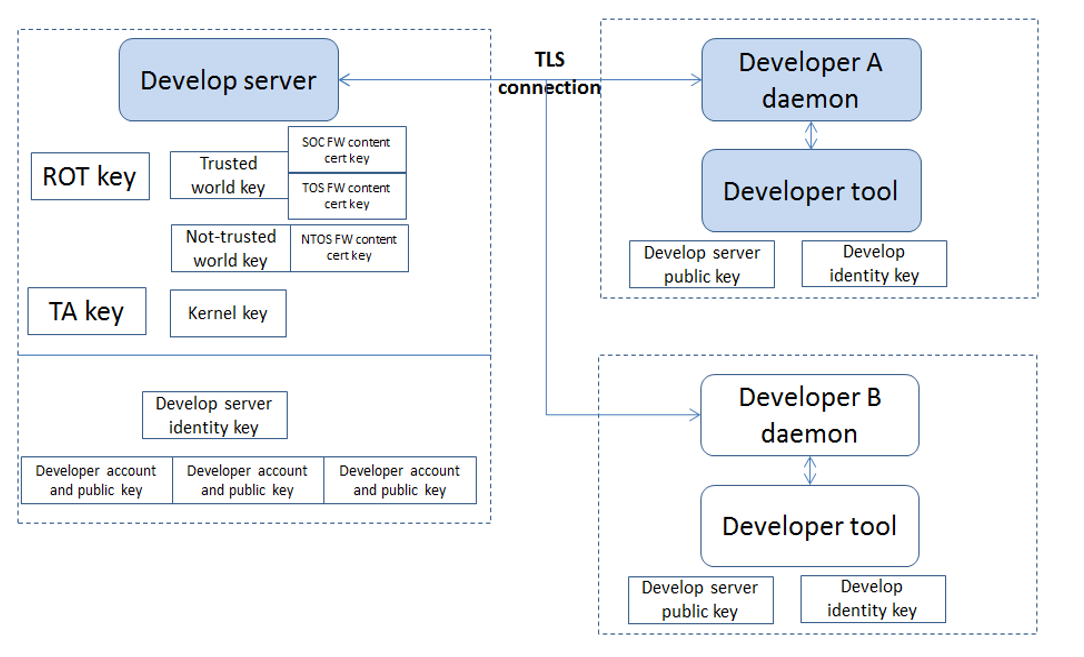 Develop server
TLS
connection
Developer A
daemon
Developer tool
Develop server
public key
Develop
identity key
ROT key
Trusted
world key
SOC FW content
cert key
TOS FW content
cert key
Not-trusted
world key
NTOS FW content
cert key
TA key
Kernel key
Develop server
identity key
Developer account
and public key
Developer account
and public key
Developer account
and public key
Developer B
daemon
Developer tool
Develop server
public key
Develop
identity key